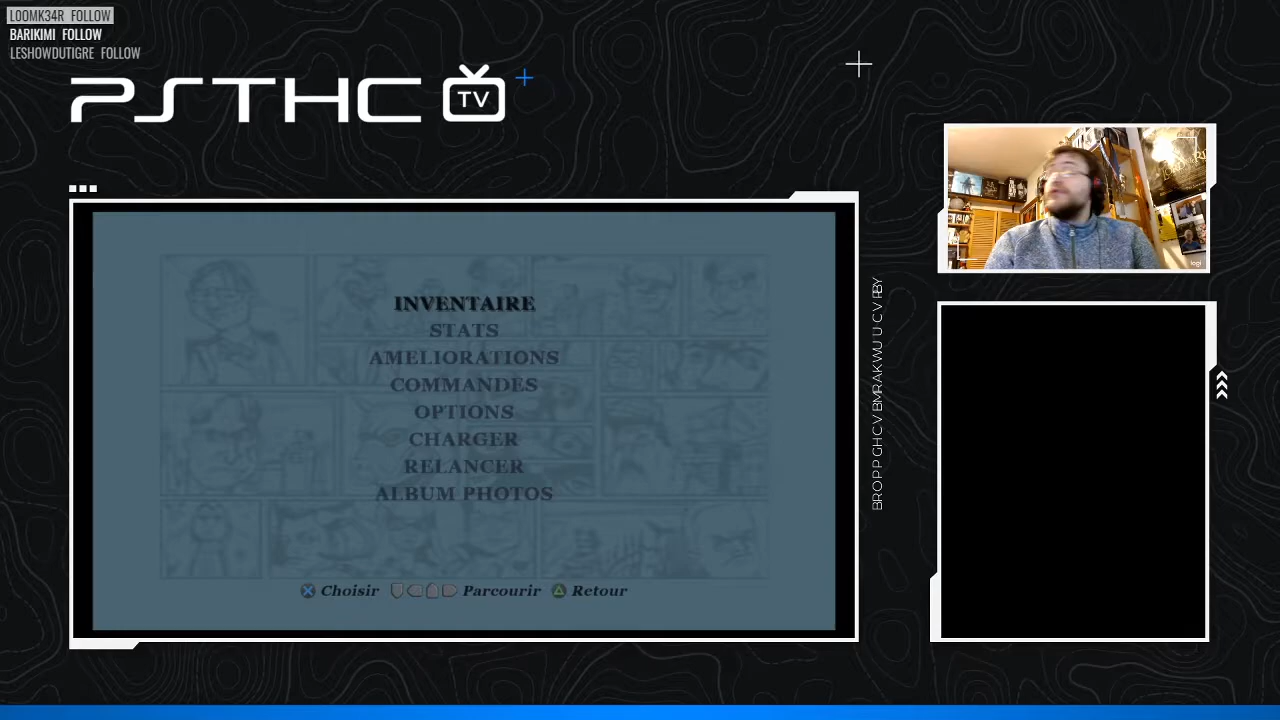 LOOMK34R FOLLOW
BARIKIMI FOLLOW
LESHOWDUTIGRE FOLLOW
PSTHC TV
INVENTAIRE
STATS
AMELIORATIONS
COMMANDES
OPTIONS
CHARGER
RELANCER
ALBUM PHOTOS
Choisir Parcourir Retour
logi